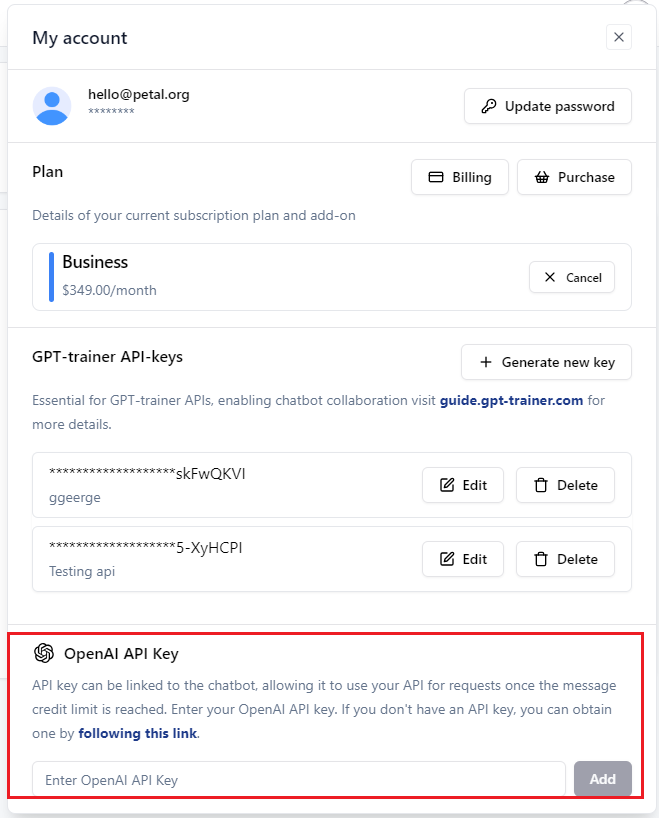 My account
hello@petal.org
********
Update password
Plan
Billing
Purchase
Details of your current subscription plan and add-on
Business
$349.00/month
Cancel
GPT-trainer API-keys
Generate new key
Essential for GPT-trainer APIs, enabling chatbot collaboration visit guide.gpt-trainer.com for
more details.
*******************skFwQKVI
ggeerge
Edit
Delete
*******************5-XyHCPI
Testing api
Edit
Delete
OpenAI API Key
API key can be linked to the chatbot, allowing it to use your API for requests once the message
credit limit is reached. Enter your OpenAI API key. If you don't have an API key, you can obtain
one by following this link.
Enter OpenAI API Key
Add